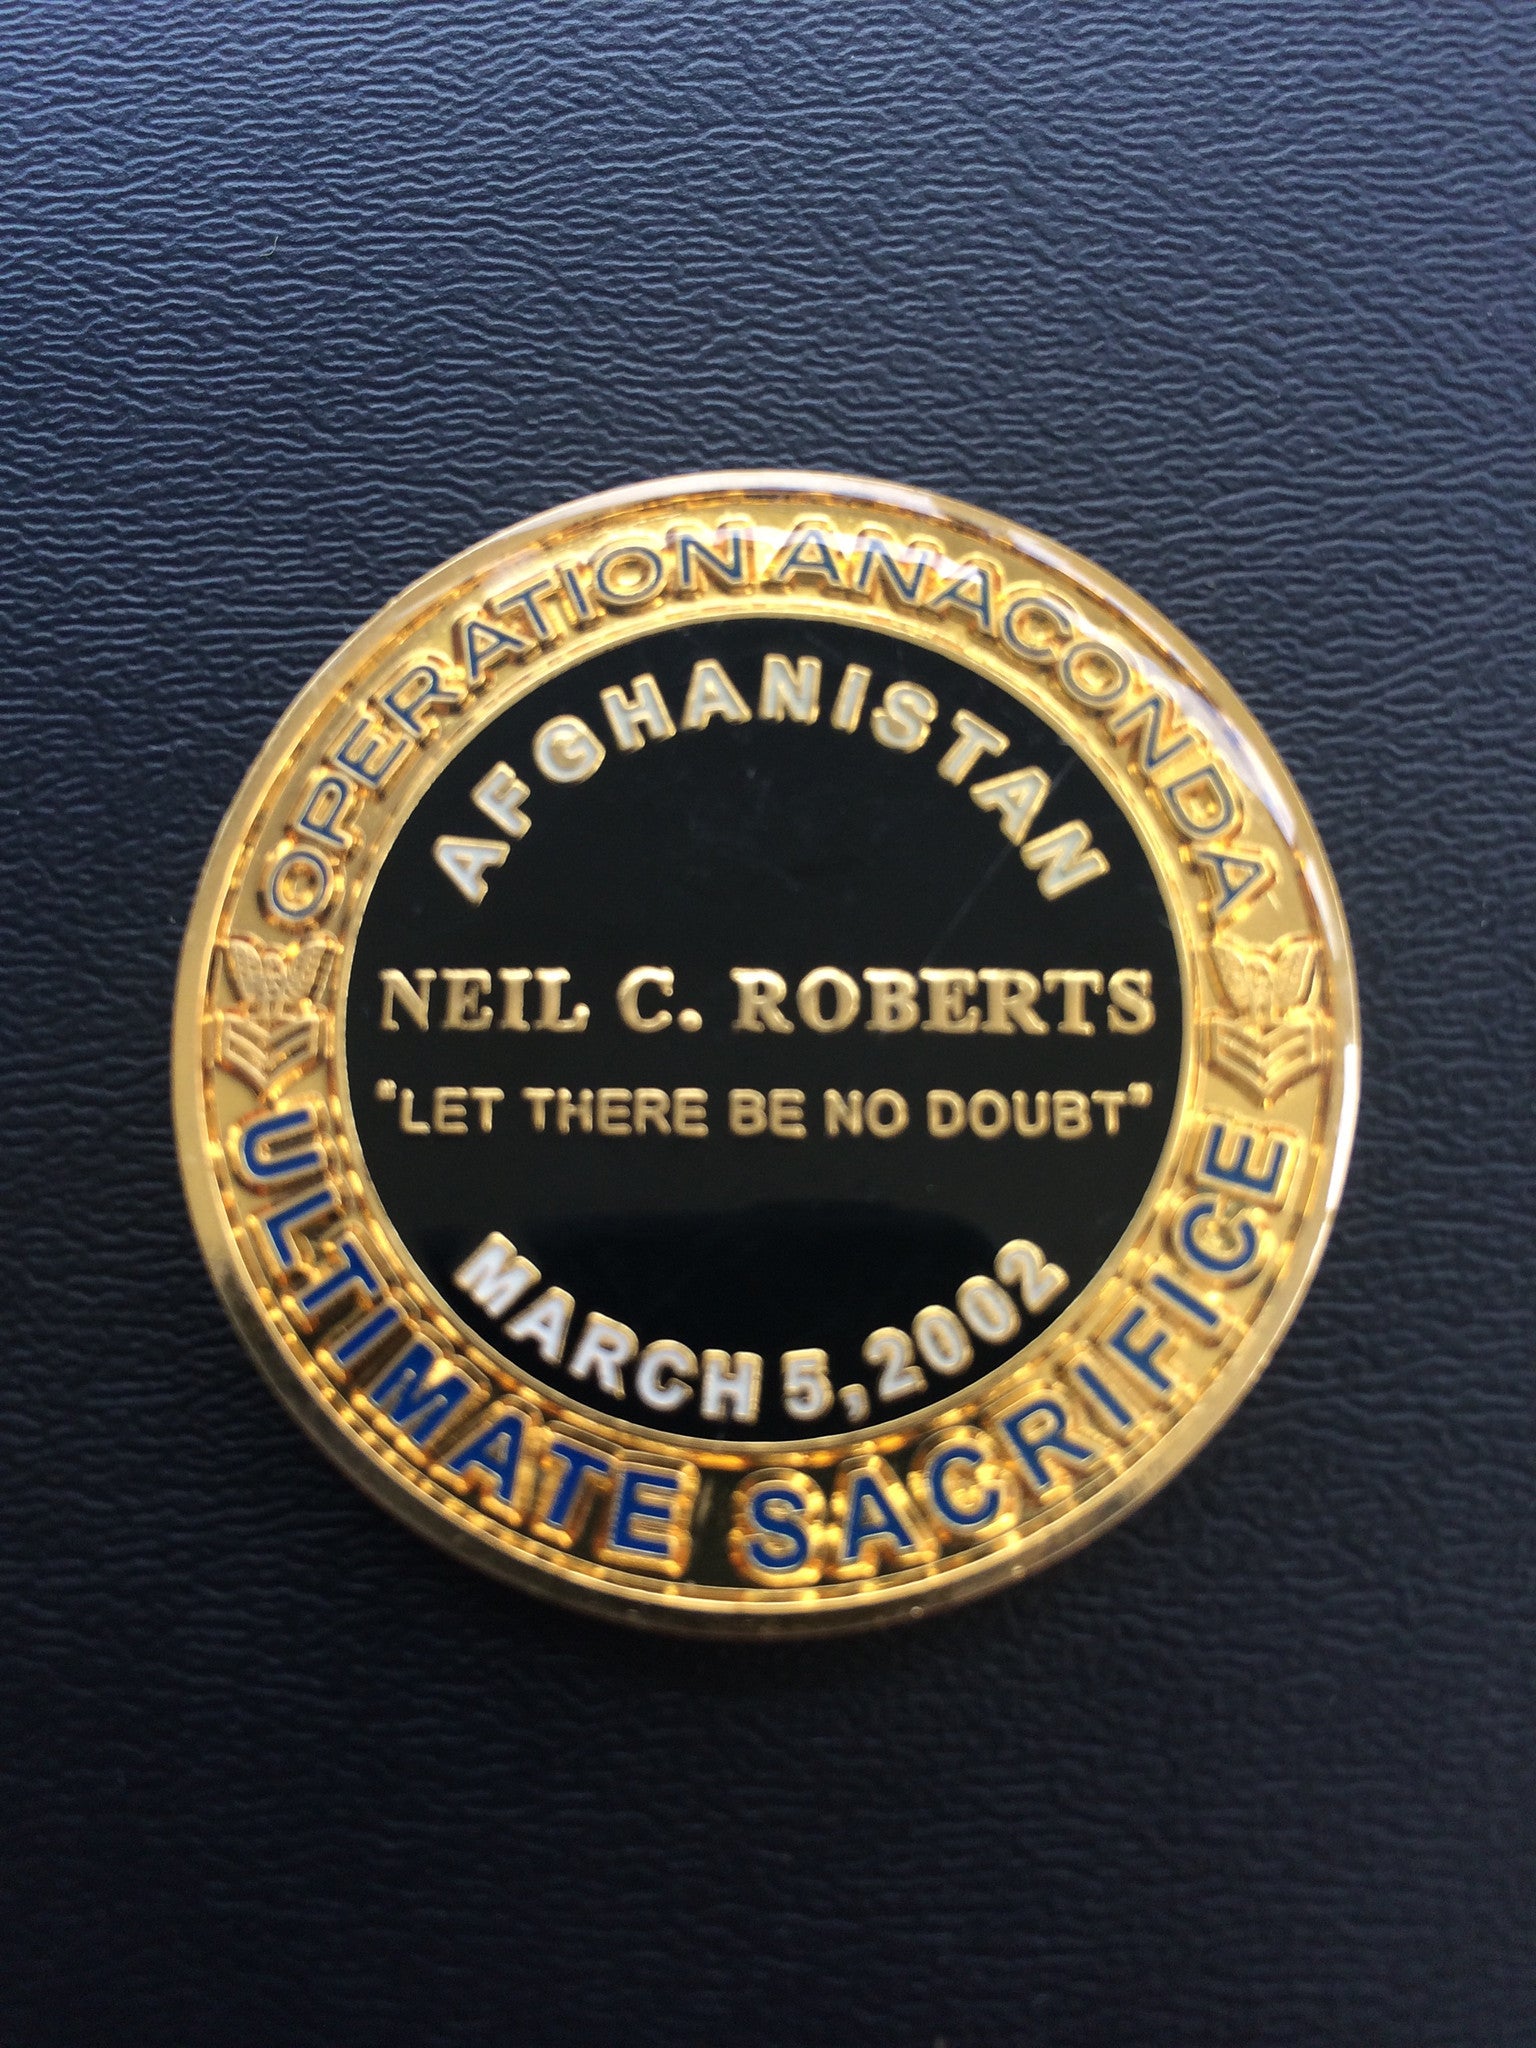 OPERATION ANACONDA
AFGHANISTAN
NEIL C. ROBERTS
"LET THERE BE NO DOUBT"
MARCH 5, 2002
ULTIMATE SACRIFICE